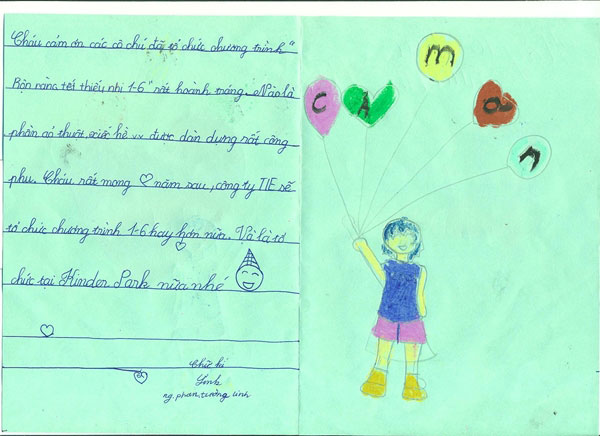 Cháu cám ơn các cô chú đã tổ chức chương trình "
Rộn ràng tết thiếu nhi 1-6" rất hoành tráng. Nào là
phần ảo thuật, xiếc hề v.v được dàn dựng rất công
phu. Cháu rất mong năm sau, công ty TIE sẽ
tổ chức chương trình 1-6 hay hơn nữa. Và là tổ
chức tại Kinder Park nữa nhé
Chữ kí
Linh
ng. phan. tường linh
C Ả M Ơ N